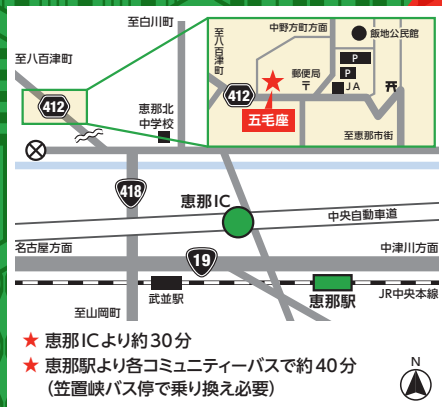 至白川町
中野方町方面
飯地公民館
至八百津町
至八百津町
P
郵便局
P
〒
JA
412
412
五毛座
恵那北
中学校
至恵那市街
418
恵那IC
中央自動車道
名古屋方面
中津川方面
19
武並駅
恵那駅
JR中央本線
至山岡町
★ 恵那ICより約30分
★ 恵那駅より各コミュニティーバスで約40分
(笠置峡バス停で乗り換え必要)
N